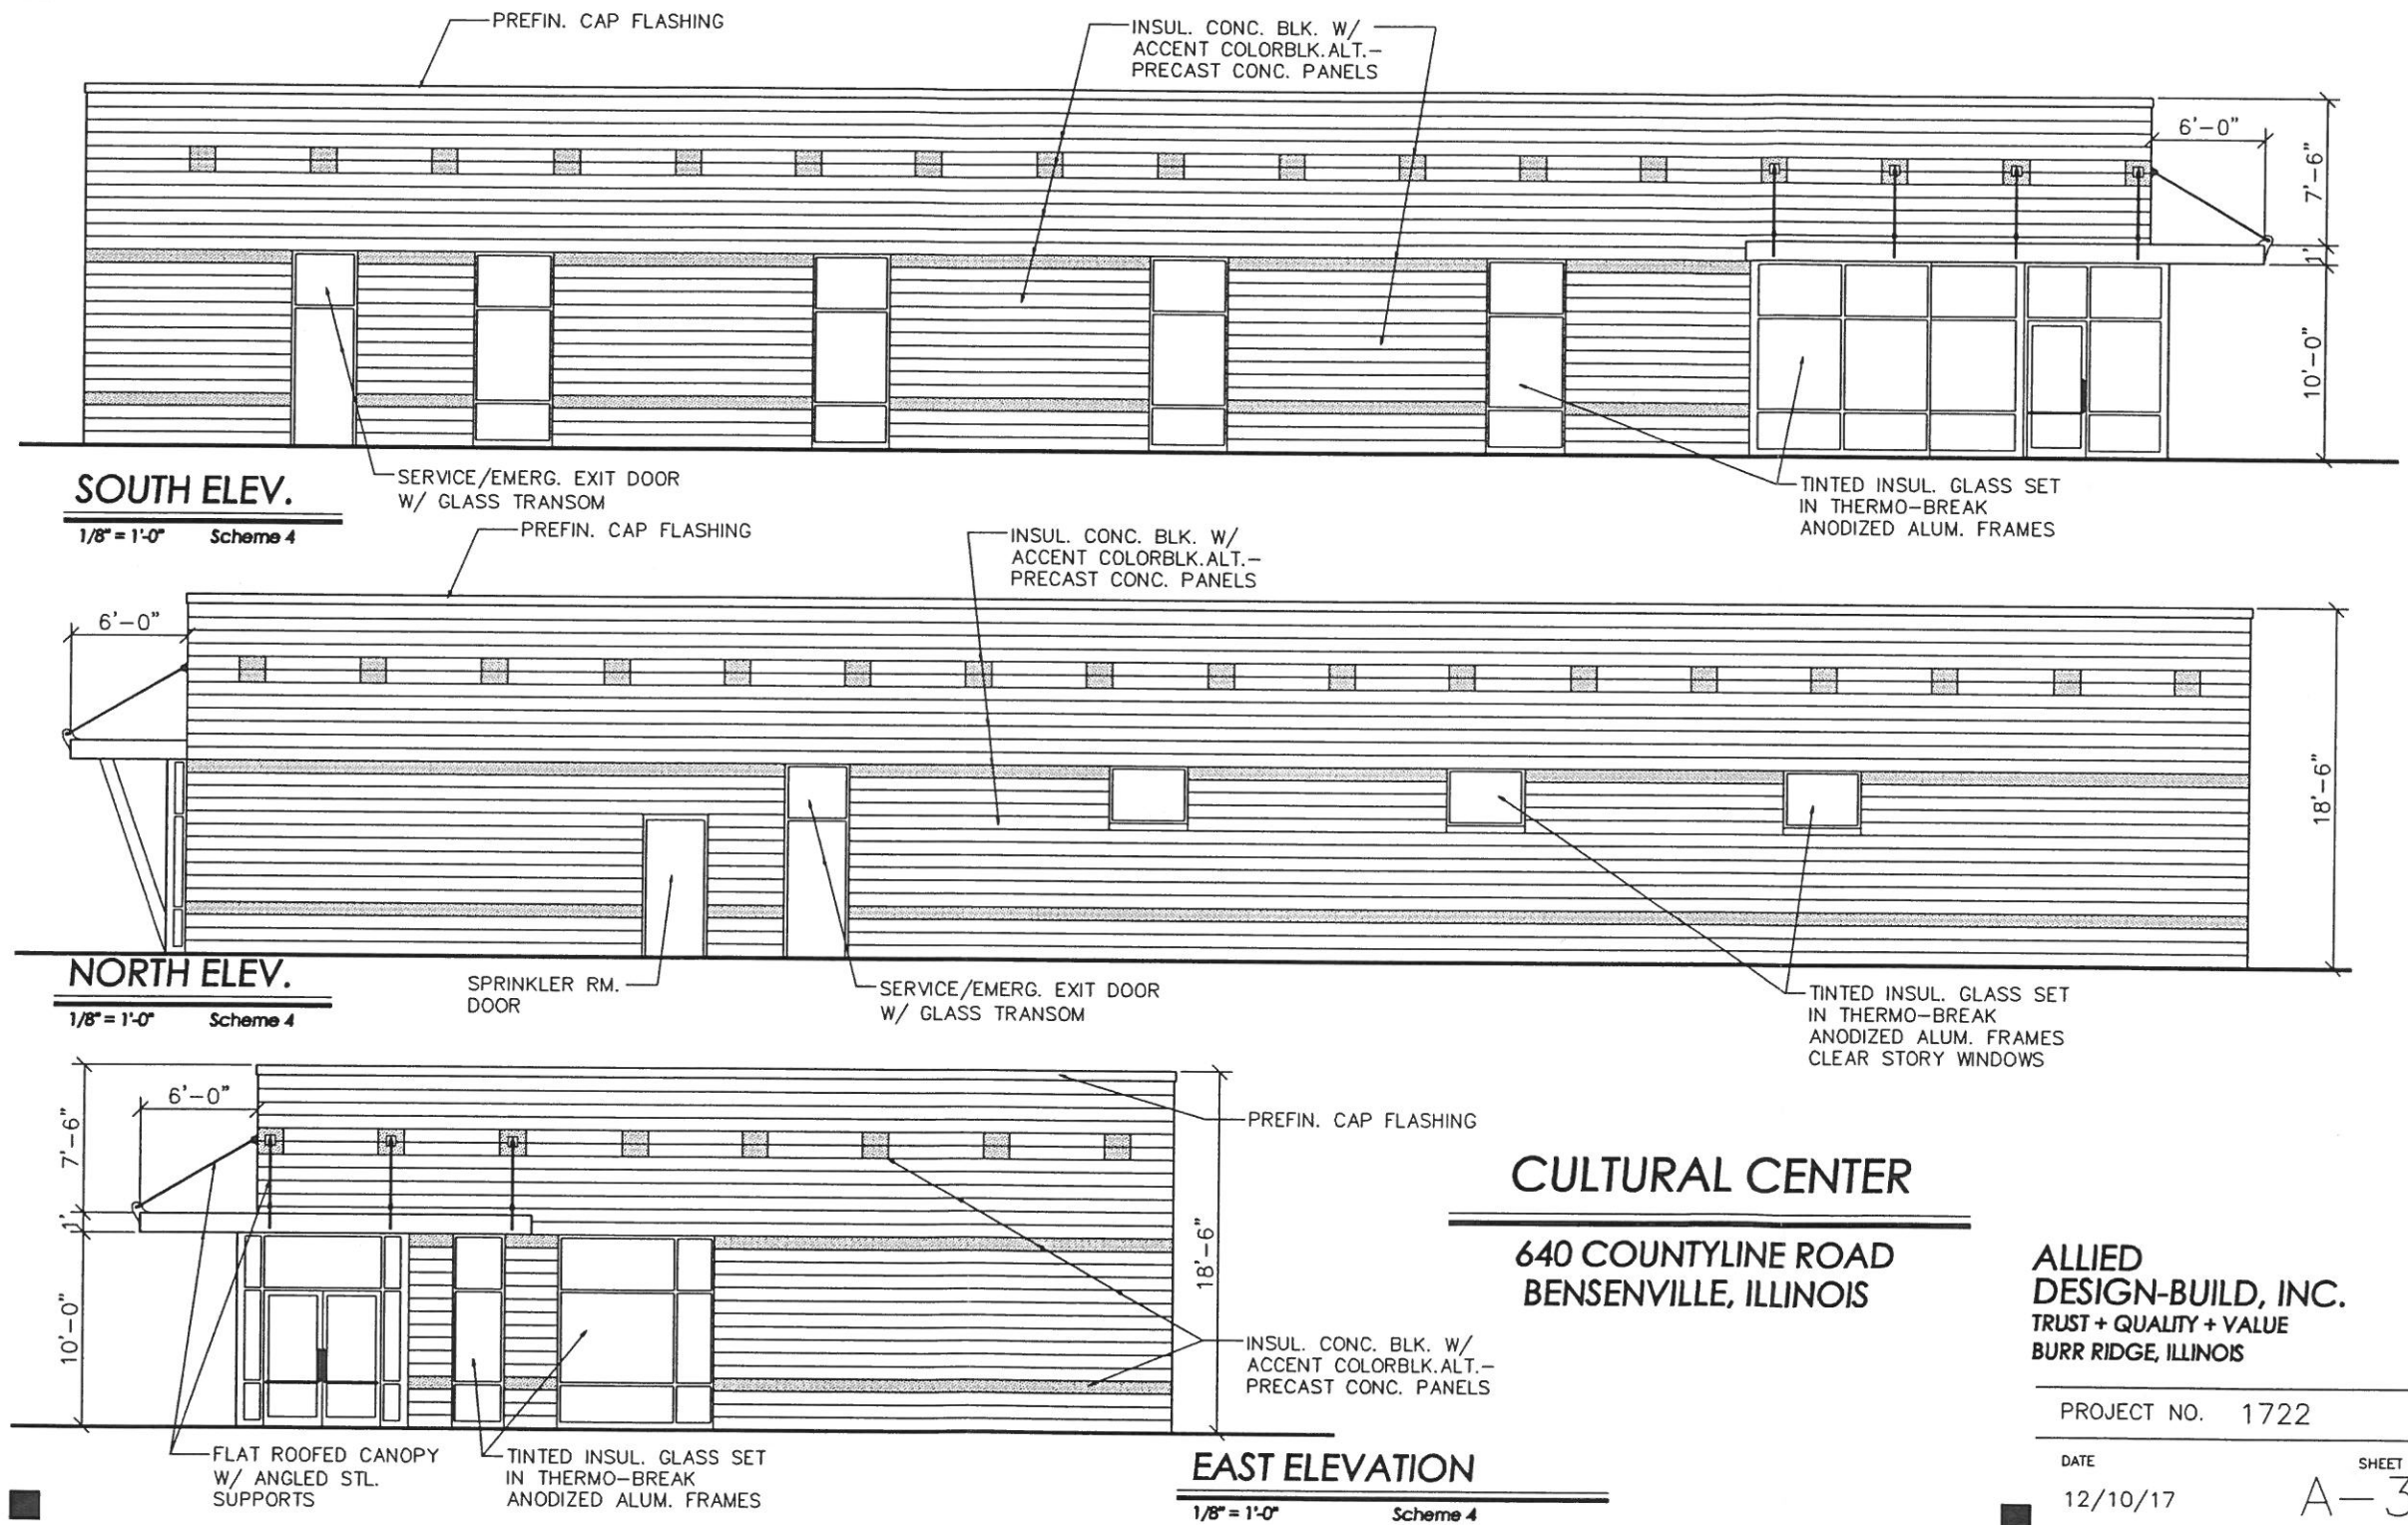 PREFIN. CAP FLASHING
INSUL. CONC. BLK. W/
ACCENT COLORBLK.ALT.–
PRECAST CONC. PANELS
6'–0"
7'–6"
1'
10'–0"
SOUTH ELEV.
1/8" = 1'-0" Scheme 4
SERVICE/EMERG. EXIT DOOR
W/ GLASS TRANSOM
TINTED INSUL. GLASS SET
IN THERMO–BREAK
ANODIZED ALUM. FRAMES
PREFIN. CAP FLASHING
INSUL. CONC. BLK. W/
ACCENT COLORBLK.ALT.–
PRECAST CONC. PANELS
6'–0"
18'–6"
NORTH ELEV.
1/8" = 1'-0" Scheme 4
SPRINKLER RM.
DOOR
SERVICE/EMERG. EXIT DOOR
W/ GLASS TRANSOM
TINTED INSUL. GLASS SET
IN THERMO–BREAK
ANODIZED ALUM. FRAMES
CLEAR STORY WINDOWS
7'–6"
6'–0"
1'
10'–0"
18'–6"
PREFIN. CAP FLASHING
INSUL. CONC. BLK. W/
ACCENT COLORBLK.ALT.–
PRECAST CONC. PANELS
FLAT ROOFED CANOPY
W/ ANGLED STL.
SUPPORTS
TINTED INSUL. GLASS SET
IN THERMO–BREAK
ANODIZED ALUM. FRAMES
EAST ELEVATION
1/8" = 1'-0" Scheme 4
CULTURAL CENTER
640 COUNTYLINE ROAD
BENSENVILLE, ILLINOIS
ALLIED
DESIGN-BUILD, INC.
TRUST + QUALITY + VALUE
BURR RIDGE, ILLINOIS
PROJECT NO. 1722
DATE SHEET
12/10/17 A–3